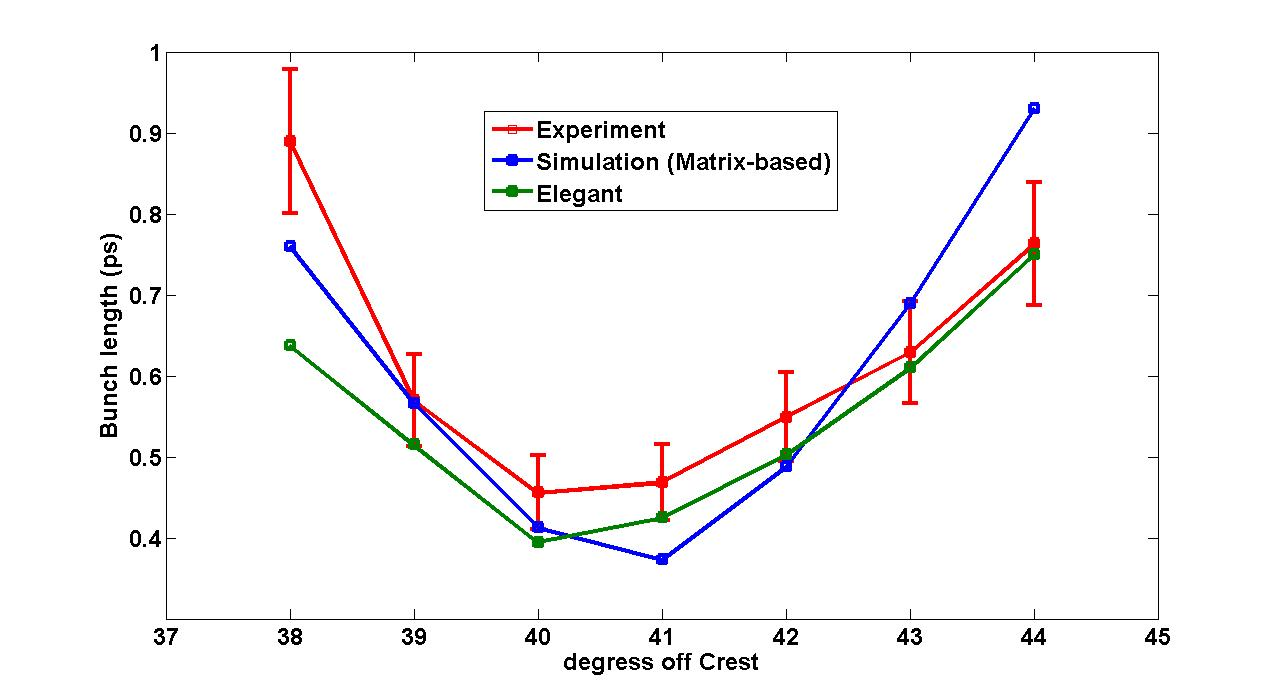 1
0.9
0.8
0.7
0.6
0.5
0.4
Bunch length (ps)
Experiment
Simulation (Matrix-based)
Elegant
37 38 39 40 41 42 43 44 45
degress off Crest